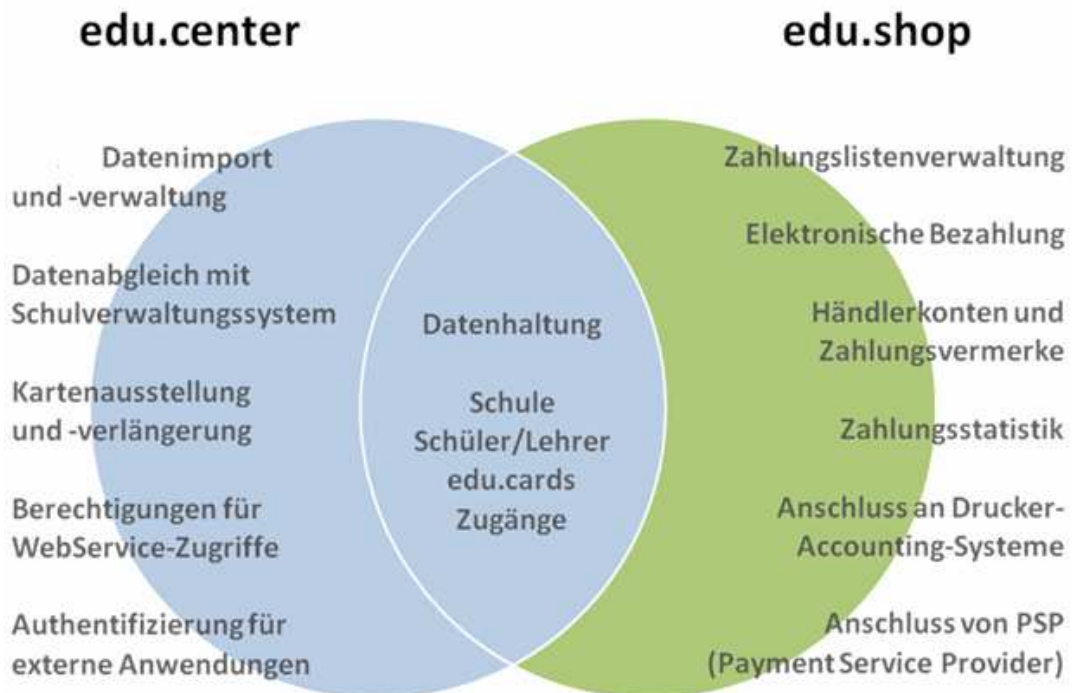 edu.center
edu.shop
Datenimport
und -verwaltung
Datenabgleich mit
Schulverwaltungssystem
Kartenausstellung
und -verlängerung
Berechtigungen für
WebService-Zugriffe
Authentifizierung für
externe Anwendungen
Datenhaltung
Schule
Schüler/Lehrer
edu.cards
Zugänge
Zahlungslistenverwaltung
Elektronische Bezahlung
Händlerkonten und
Zahlungsvermerke
Zahlungsstatistik
Anschluss an Drucker-
Accounting-Systeme
Anschluss von PSP
(Payment Service Provider)